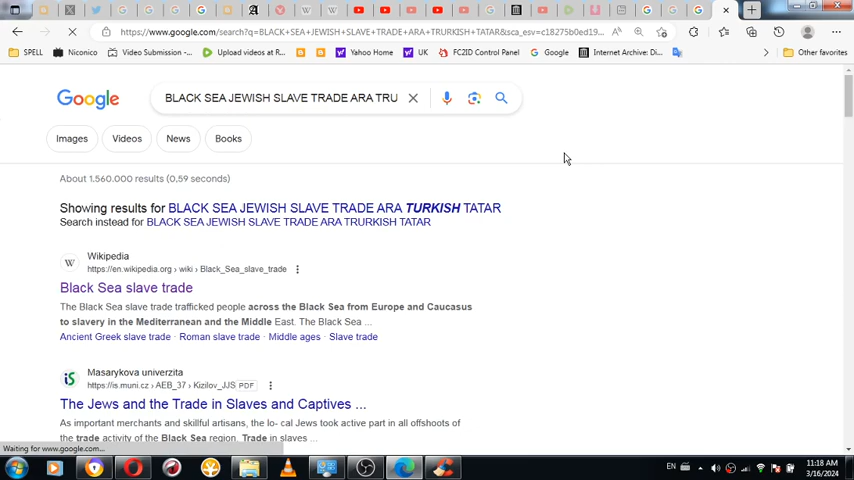 https://www.google.com/search?q=BLACK+SEA+JEWISH+SLAVE+TRADE+ARA+TRURKISH+TATAR&sca_esv=c18275b0ed19...
SPELL
Niconico
Video Submission -...
Upload videos at R...
Yahoo Home
UK
FC2ID Control Panel
Google
Internet Archive: Di...
Other favorites
Google
BLACK SEA JEWISH SLAVE TRADE ARA TRU
Images
Videos
News
Books
About 1.560.000 results (0,59 seconds)
Showing results for BLACK SEA JEWISH SLAVE TRADE ARA TURKISH TATAR
Search instead for BLACK SEA JEWISH SLAVE TRADE ARA TRURKISH TATAR
W
Wikipedia
https://en.wikipedia.org › wiki › Black_Sea_slave_trade
Black Sea slave trade
The Black Sea slave trade trafficked people across the Black Sea from Europe and Caucasus
to slavery in the Mediterranean and the Middle East. The Black Sea ...
Ancient Greek slave trade · Roman slave trade · Middle ages · Slave trade
Masarykova univerzita
https://is.muni.cz › AEB_37 › Kizilov_JJS PDF
The Jews and the Trade in Slaves and Captives ...
As important merchants and skillful artisans, the lo- cal Jews took active part in all offshoots of
the trade activity of the Black Sea region. Trade in slaves ...
Waiting for www.google.com...
EN
11:18 AM
3/16/2024